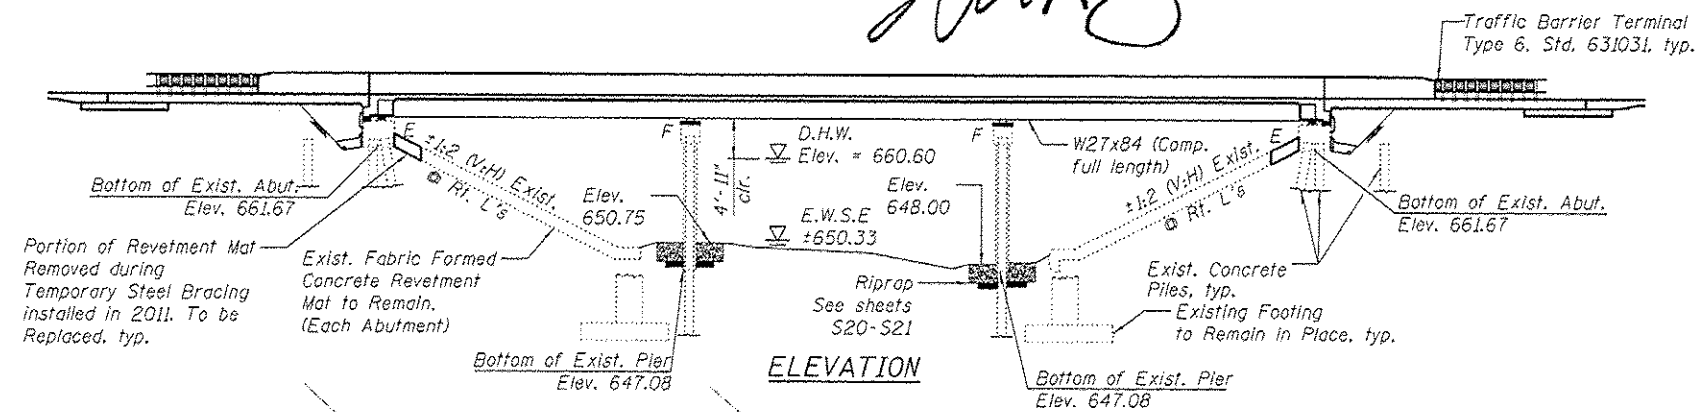 Traffic Barrier Terminal
Type 6, Std. 631031, typ.
E
F
D.H.W.
Elev. = 660.60
4'-11"
clr.
F
E
W27x84 (Comp.
full length)
±1:2 (V:H) Exist.
@ Rt. L's
Bottom of Exist. Abut.
Elev. 661.67
Elev.
650.75
E.W.S.E
±650.33
Elev.
648.00
±1:2 (V:H) Exist.
@ Rt. L's
Bottom of Exist. Abut.
Elev. 661.67
Portion of Revetment Mat
Removed during
Temporary Steel Bracing
installed in 2011. To be
Replaced, typ.
Exist. Fabric Formed
Concrete Revetment
Mat to Remain.
(Each Abutment)
Riprap
See sheets
S20-S21
Exist. Concrete
Piles, typ.
Existing Footing
to Remain in Place, typ.
Bottom of Exist. Pier
Elev. 647.08
ELEVATION
Bottom of Exist. Pier
Elev. 647.08